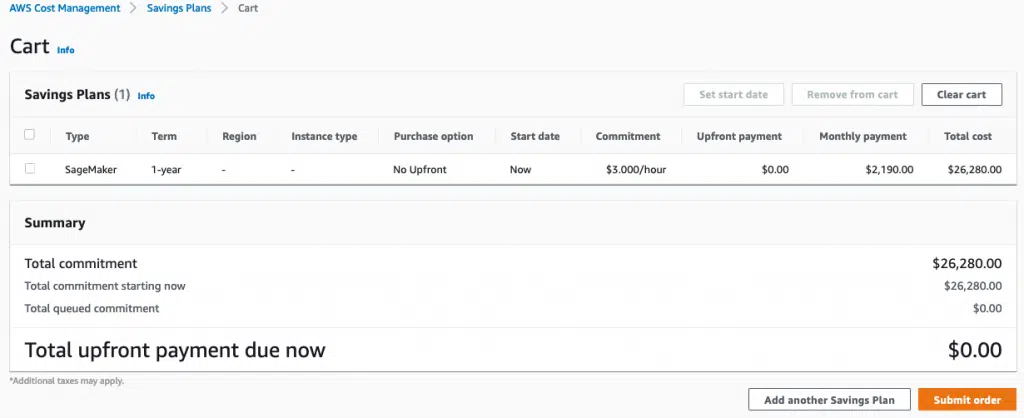 AWS Cost Management > Savings Plans > Cart
Cart Info
Savings Plans (1) Info Set start date Remove from cart Clear cart
Type Term Region Instance type Purchase option Start date Commitment Upfront payment Monthly payment Total cost
SageMaker 1-year - - No Upfront Now $3.000/hour $0.00 $2,190.00 $26,280.00
Summary
Total commitment $26,280.00
Total commitment starting now $26,280.00
Total queued commitment $0.00
Total upfront payment due now $0.00
*Additional taxes may apply.
Add another Savings Plan Submit order